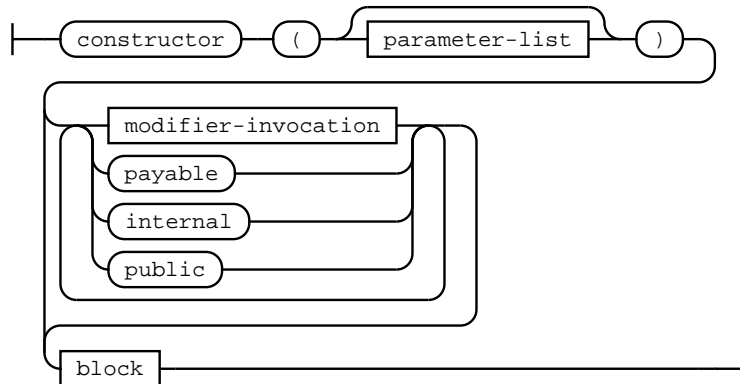 constructor ( parameter-list )
modifier-invocation
payable
internal
public
block